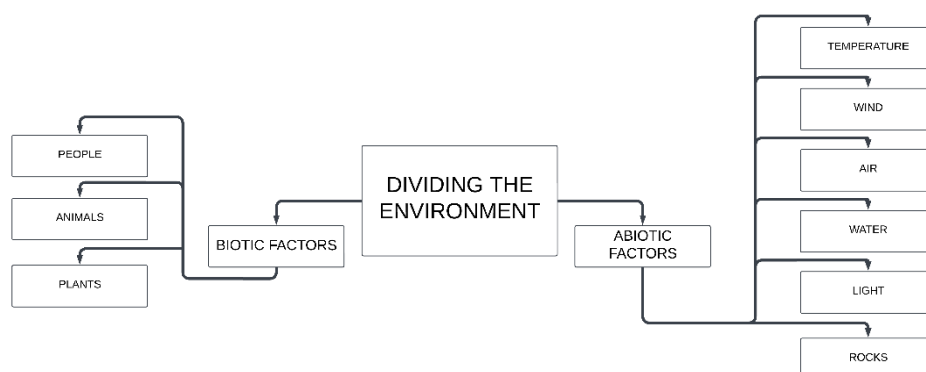 DIVIDING THE
ENVIRONMENT
BIOTIC FACTORS
PEOPLE
ANIMALS
PLANTS
ABIOTIC
FACTORS
TEMPERATURE
WIND
AIR
WATER
LIGHT
ROCKS